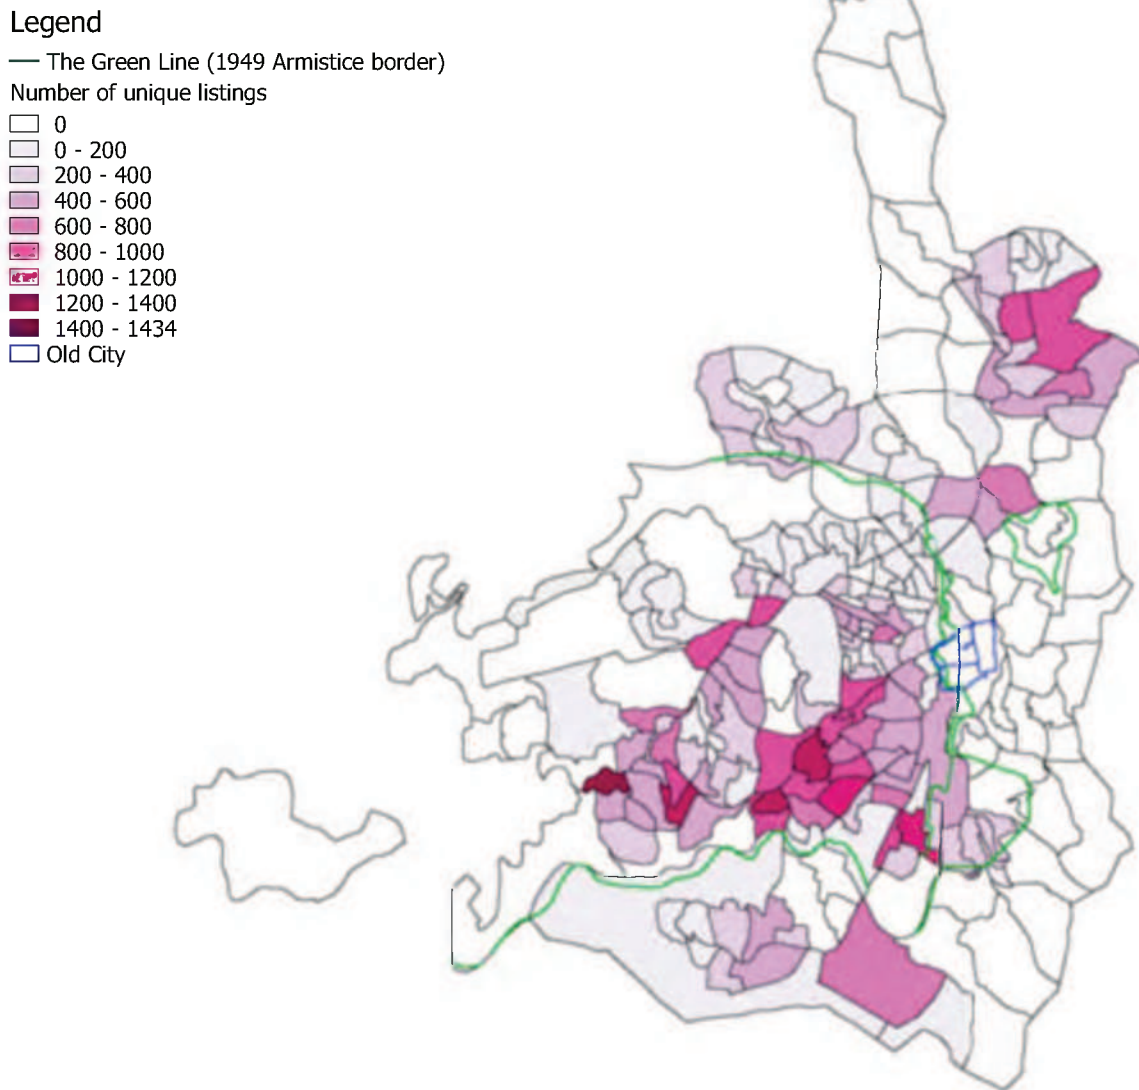 Legend
The Green Line (1949 Armistice border)
Number of unique listings
0
0 - 200
200 - 400
400 - 600
600 - 800
800 - 1000
1000 - 1200
1200 - 1400
1400 - 1434
Old City